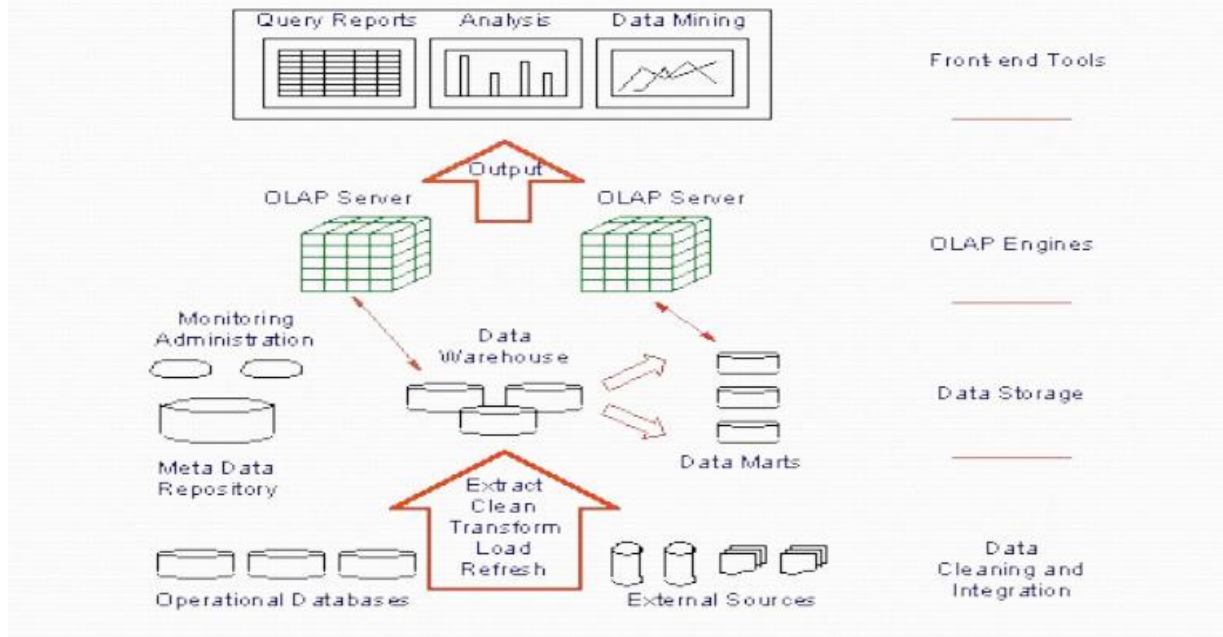 Query Reports
Analysis
Data Mining
Front-end Tools
Output
OLAP Server
OLAP Server
OLAP Engines
Monitoring
Administration
Data
Warehouse
Data Storage
Meta Data
Repository
Data Marts
Extract
Clean
Transform
Load
Refresh
Operational Databases
External Sources
Data
Cleaning and
Integration